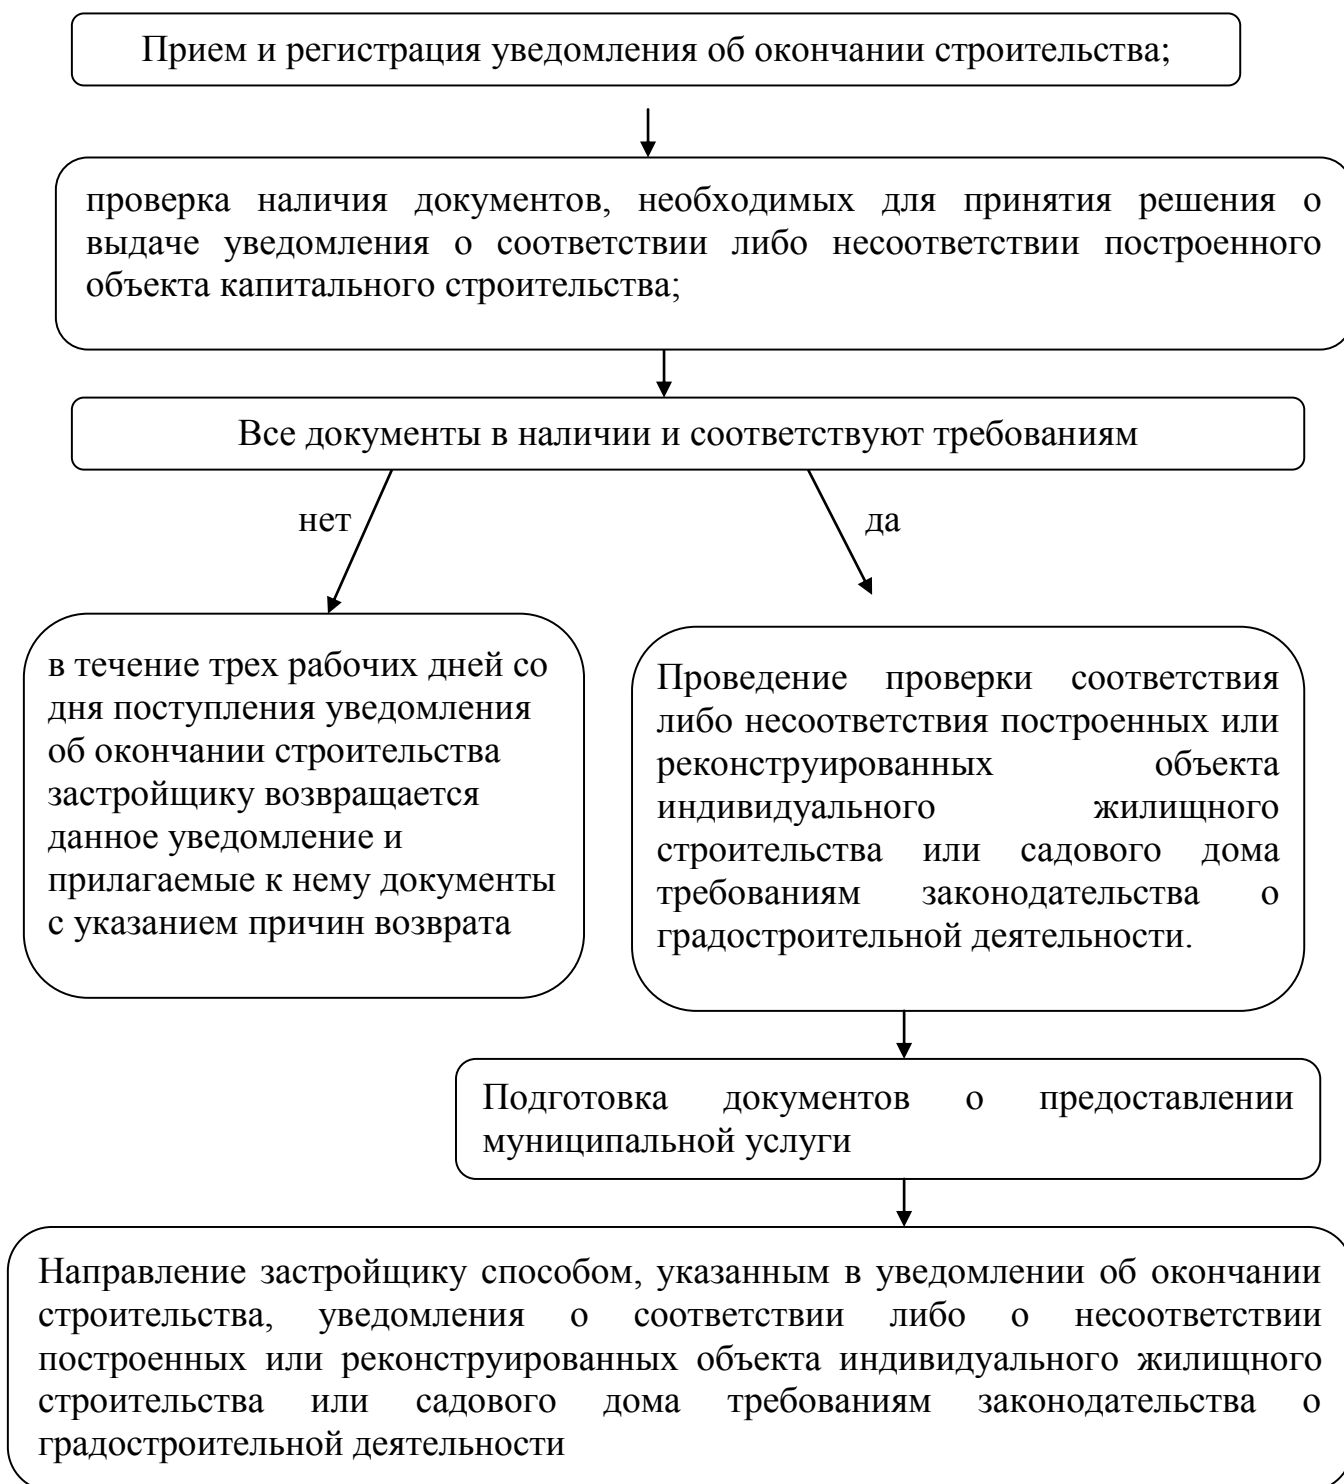 Прием и регистрация уведомления об окончании строительства;
проверка наличия документов, необходимых для принятия решения о
выдаче уведомления о соответствии либо несоответствии построенного
объекта капитального строительства;
Все документы в наличии и соответствуют требованиям
нет
да
в течение трех рабочих дней со
дня поступления уведомления
об окончании строительства
застройщику возвращается
данное уведомление и
прилагаемые к нему документы
с указанием причин возврата
Проведение проверки соответствия
либо несоответствия построенных или
реконструированных объекта
индивидуального жилищного
строительства или садового дома
требованиям законодательства о
градостроительной деятельности.
Подготовка документов о предоставлении
муниципальной услуги
Направление застройщику способом, указанным в уведомлении об окончании
строительства, уведомления о соответствии либо о несоответствии
построенных или реконструированных объекта индивидуального жилищного
строительства или садового дома требованиям законодательства о
градостроительной деятельности